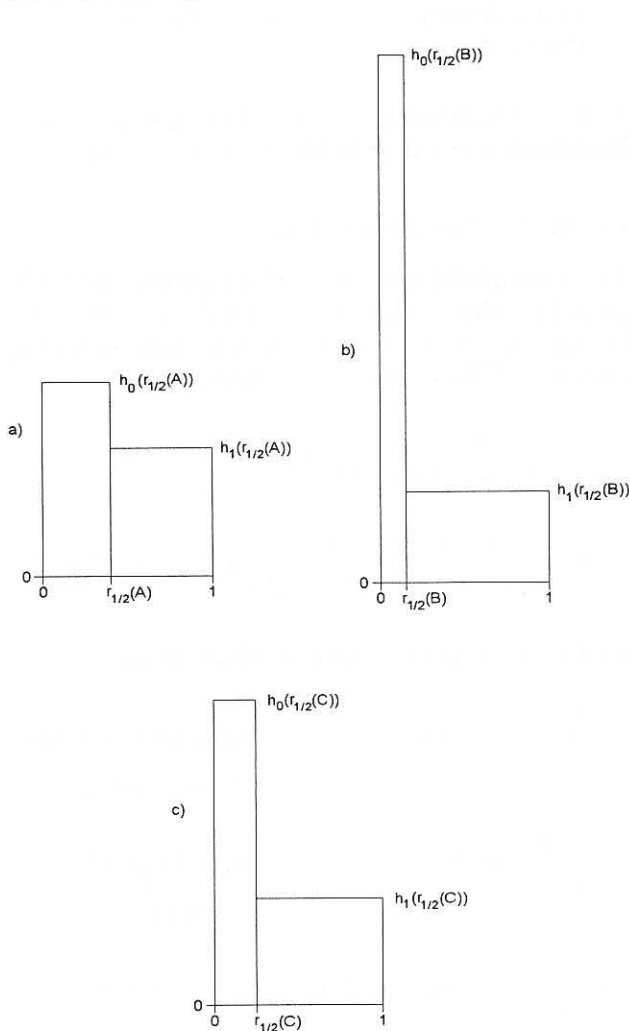 h0(r1/2(B))
b)
h0(r1/2(A))
a)
h1(r1/2(A))
h1(r1/2(B))
0
0 r1/2(A) 1
0
0 r1/2(B) 1
h0(r1/2(C))
c)
h1(r1/2(C))
0
0 r1/2(C) 1